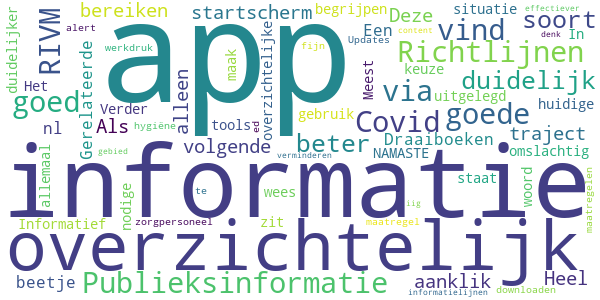 bereiken
startscherm
begrijpen
situatie
effectiever
duidelijker
RIVM
alert
werkdruk
app
overzichtelijke
fijn
Een
Deze
vind
soort
Updates
content
denk
In
Het
Gerelateerde
maak
keuze
Richtlijnen
goed
alleen
Meest
via
duidelijk
uitgelegd
Verder
tools
gebruik
Covid
goede
huidige
nl
Als
hygiëne
ed
beter
Draaiboeken
traject
allemaal
gebied
volgende
verminderen
NAMASTE
omslachtig
informatie
nodige
te
wees
staat
woord
maatregelen
Informatief
zorgpersoneel
zit
iig
maatregel
overzichtelijk
beetje
Publieksinformatie
aanklik
Heel
informatielijnen
downloaden